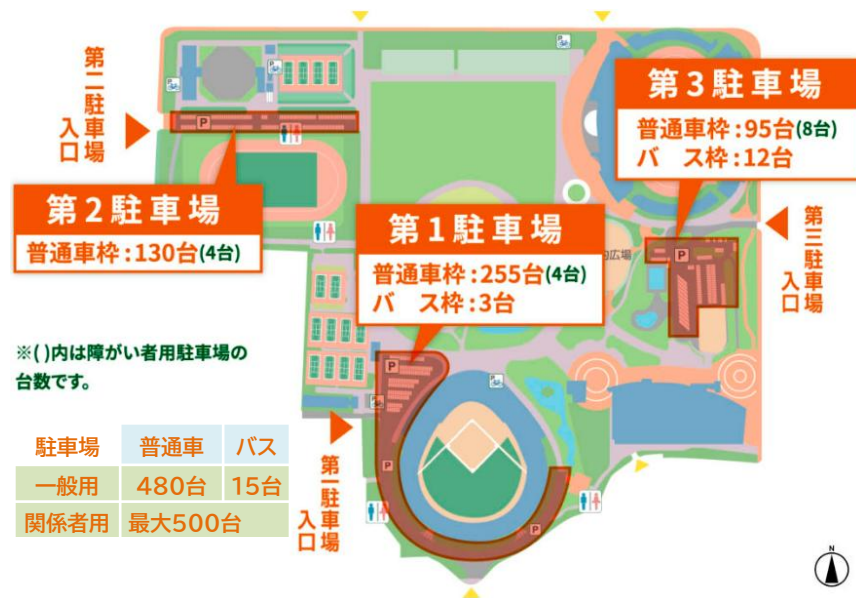 第二駐車場
入口
第3駐車場
普通車枠:95台(8台)
バス枠:12台
第2駐車場
普通車枠:130台(4台)
第1駐車場
普通車枠:255台(4台)
バス枠:3台
広場
第三駐車場
入口
※( )内は障がい者用駐車場の
台数です。
駐車場 普通車 バス
一般用 480台 15台
関係者用 最大500台
第一駐車場
入口
P
P
P
P
P
P
P
P
P
P
N